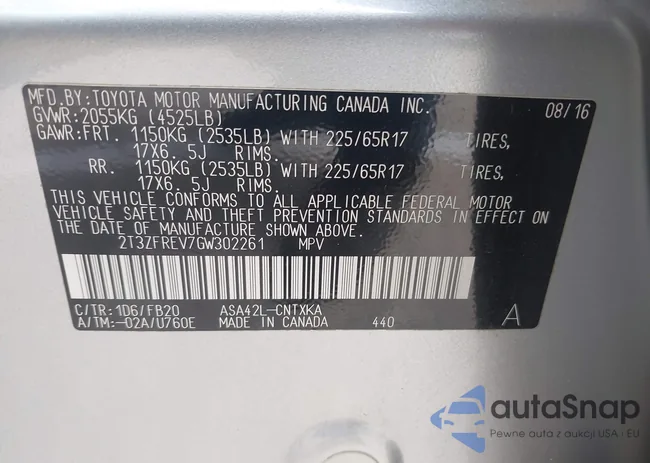 MFD.BY:TOYOTA MOTOR MANUFACTURING CANADA INC. 08/16
GVWR:2055KG (4525LB)
GAWR:FRT. 1150KG (2535LB) WITH 225/65R17 TIRES,
17X6.5J RIMS.
RR. 1150KG (2535LB) WITH 225/65R17 TIRES,
17X6.5J RIMS.
THIS VEHICLE CONFORMS TO ALL APPLICABLE FEDERAL MOTOR
VEHICLE SAFETY AND THEFT PREVENTION STANDARDS IN EFFECT ON
THE DATE OF MANUFACTURE SHOWN ABOVE.
2T3ZFREV7GW302261 MPV
C/TR:1D6/FB20 ASA42L-CNTXKA
A/TM:-02A/U760E MADE IN CANADA 440 A
autaSnap
Pewne auta z aukcji USA i EU